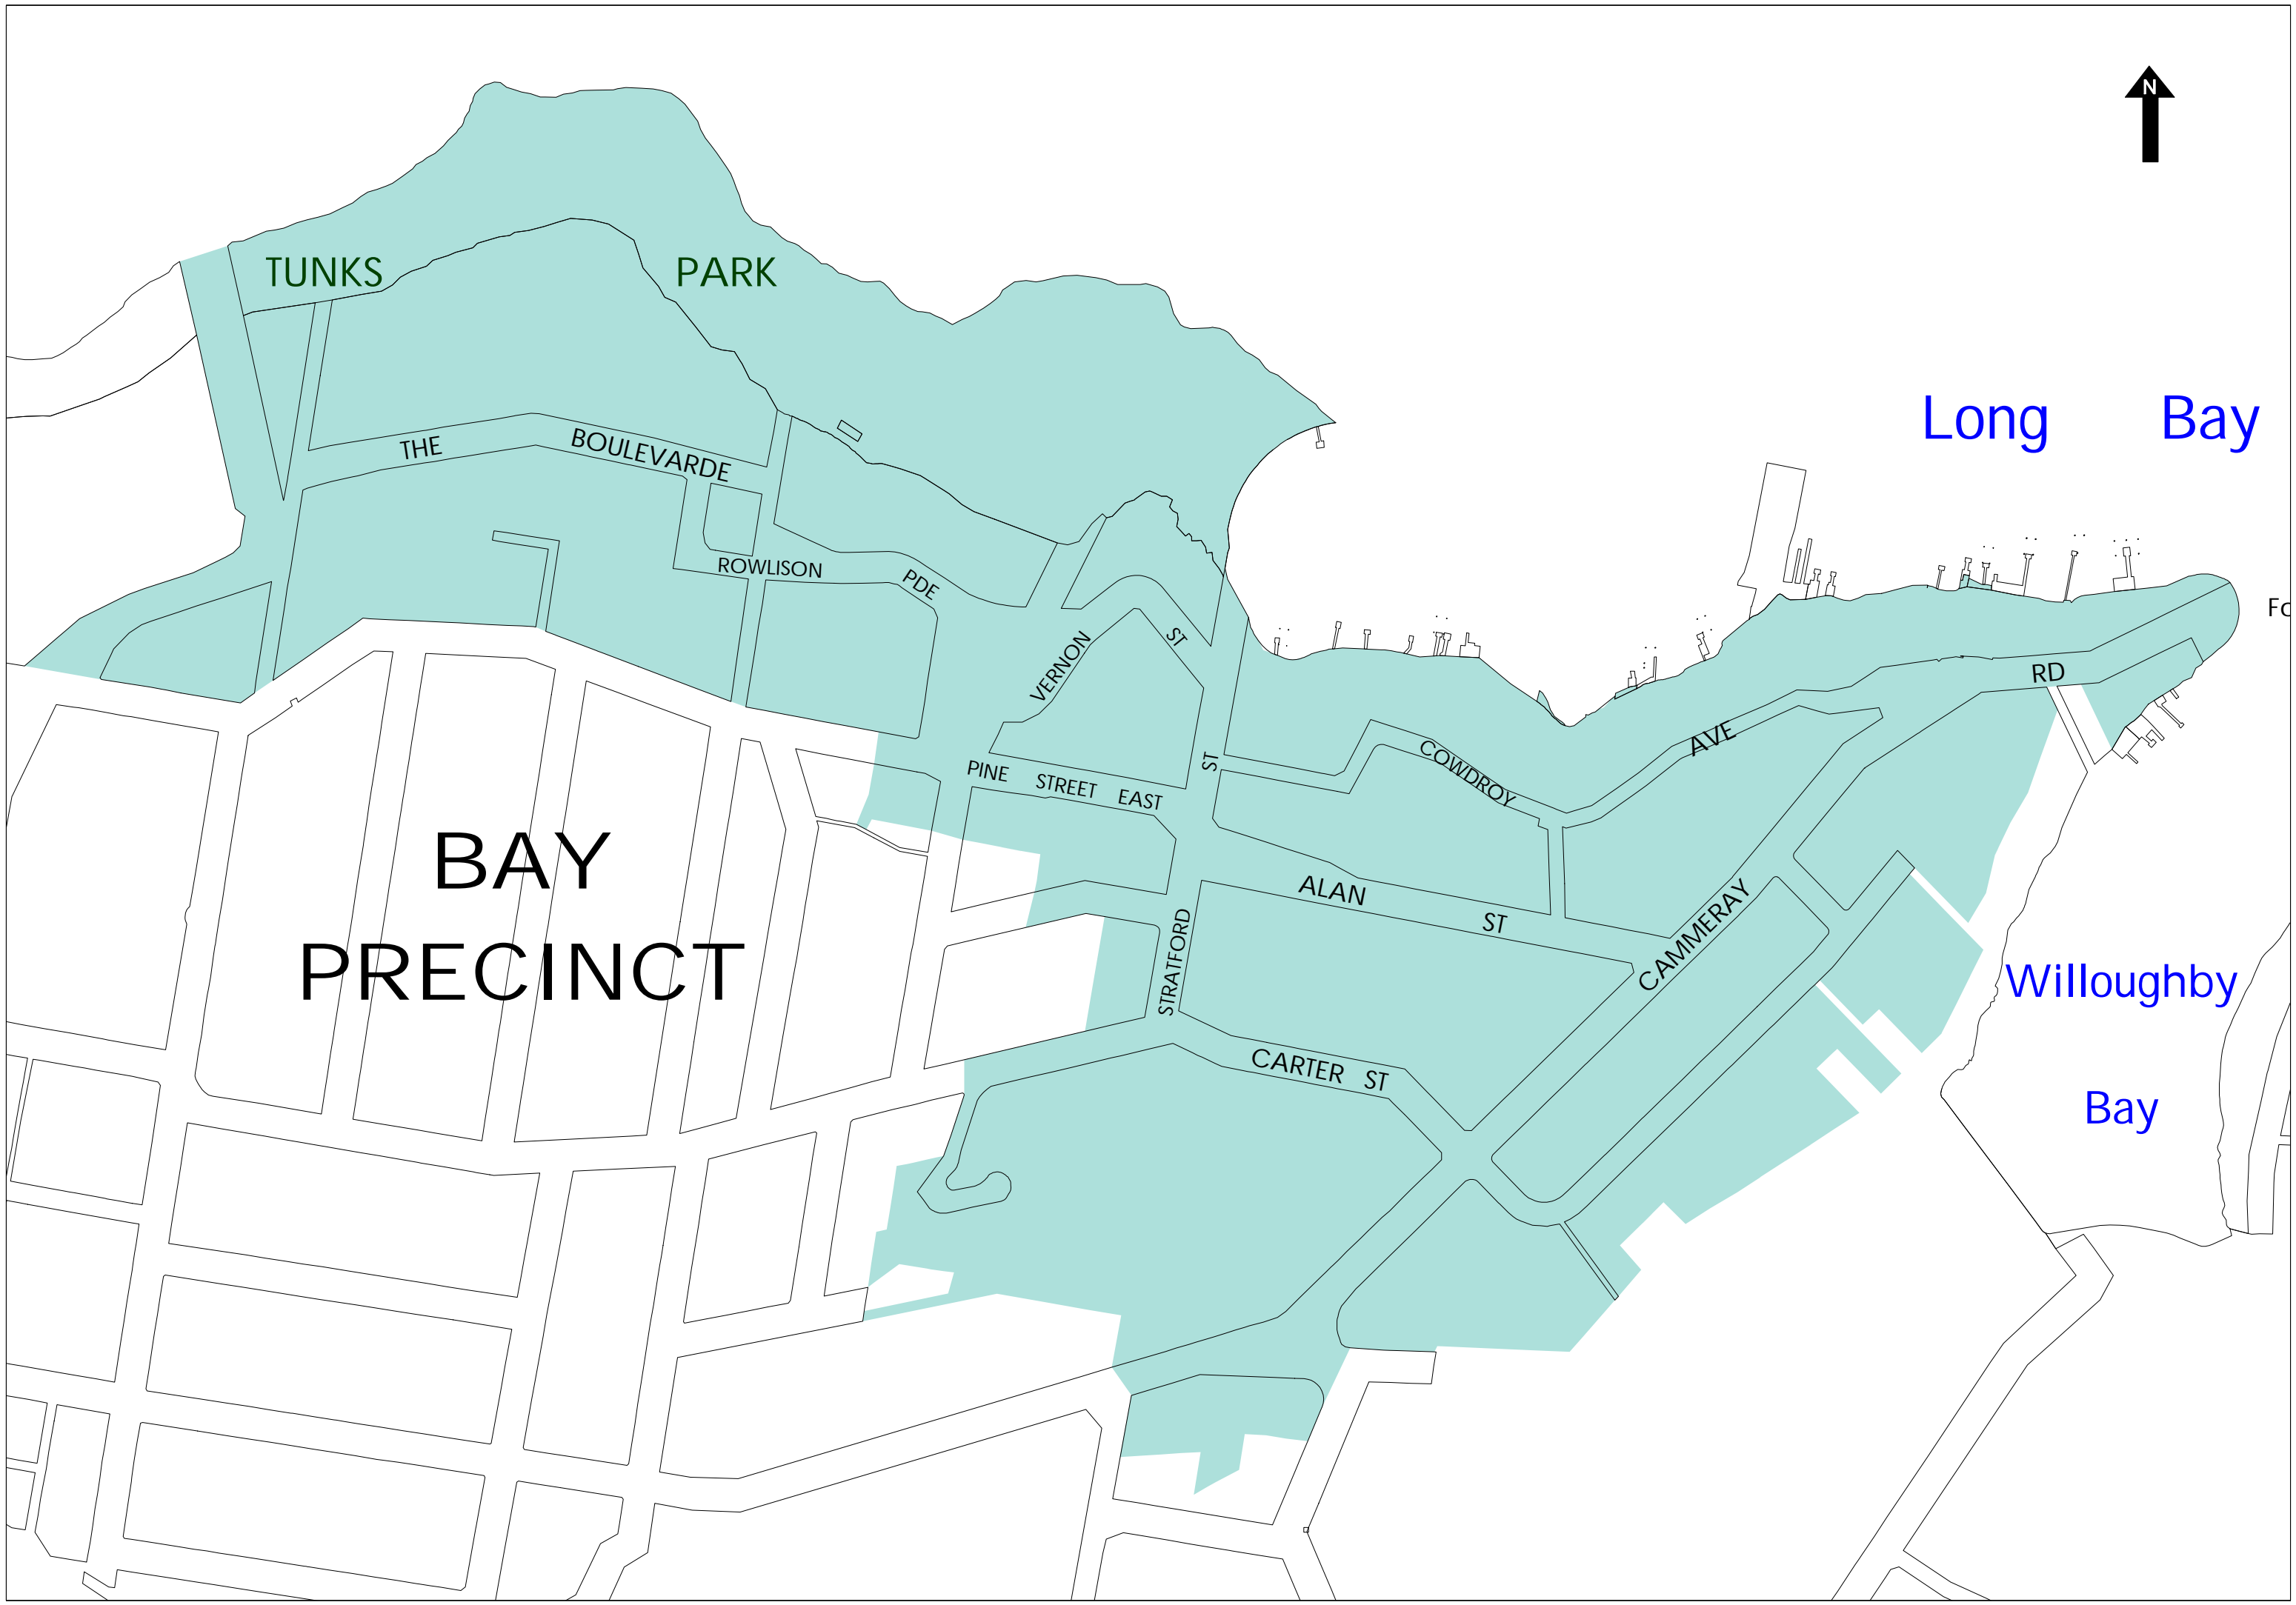 N
TUNKS PARK
Long Bay
THE BOULEVARDE
ROWLISON PDE
Fo
VERNON ST
RD
AVE
COWDROY
ST
PINE STREET EAST
BAY
PRECINCT
ALAN ST
CAMMERAY
STRATFORD
Willoughby
Bay
CARTER ST